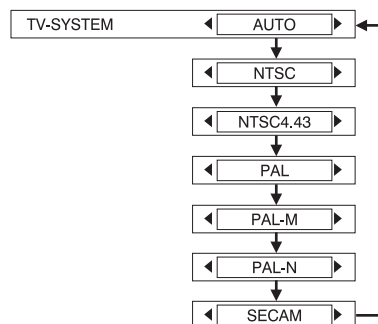 TV-SYSTEM AUTO
NTSC
NTSC4.43
PAL
PAL-M
PAL-N
SECAM